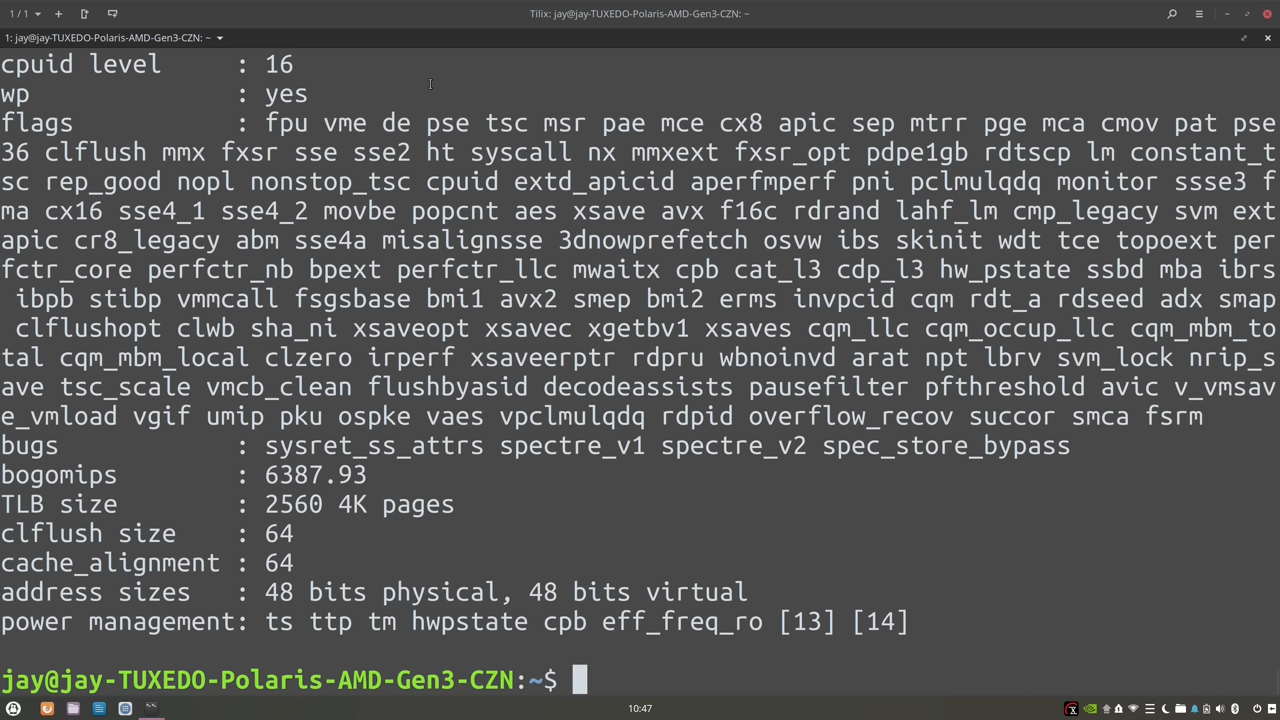 1 / 1
Tilix: jay@jay-TUXEDO-Polaris-AMD-Gen3-CZN: ~
1: jay@jay-TUXEDO-Polaris-AMD-Gen3-CZN: ~
cpuid level     : 16
wp              : yes
flags           : fpu vme de pse tsc msr pae mce cx8 apic sep mtrr pge mca cmov pat pse
36 clflush mmx fxsr sse sse2 ht syscall nx mmxext fxsr_opt pdpe1gb rdtscp lm constant_t
sc rep_good nopl nonstop_tsc cpuid extd_apicid aperfmperf pni pclmulqdq monitor ssse3 f
ma cx16 sse4_1 sse4_2 movbe popcnt aes xsave avx f16c rdrand lahf_lm cmp_legacy svm ext
apic cr8_legacy abm sse4a misalignsse 3dnowprefetch osvw ibs skinit wdt tce topoext per
fctr_core perfctr_nb bpext perfctr_llc mwaitx cpb cat_l3 cdp_l3 hw_pstate ssbd mba ibrs
 ibpb stibp vmmcall fsgsbase bmi1 avx2 smep bmi2 erms invpcid cqm rdt_a rdseed adx smap
 clflushopt clwb sha_ni xsaveopt xsavec xgetbv1 xsaves cqm_llc cqm_occup_llc cqm_mbm_to
tal cqm_mbm_local clzero irperf xsaveerptr rdpru wbnoinvd arat npt lbrv svm_lock nrip_s
ave tsc_scale vmcb_clean flushbyasid decodeassists pausefilter pfthreshold avic v_vmsav
e_vmload vgif umip pku ospke vaes vpclmulqdq rdpid overflow_recov succor smca fsrm
bugs            : sysret_ss_attrs spectre_v1 spectre_v2 spec_store_bypass
bogomips        : 6387.93
TLB size        : 2560 4K pages
clflush size    : 64
cache_alignment : 64
address sizes   : 48 bits physical, 48 bits virtual
power management: ts ttp tm hwpstate cpb eff_freq_ro [13] [14]
jay@jay-TUXEDO-Polaris-AMD-Gen3-CZN:~$
10:47